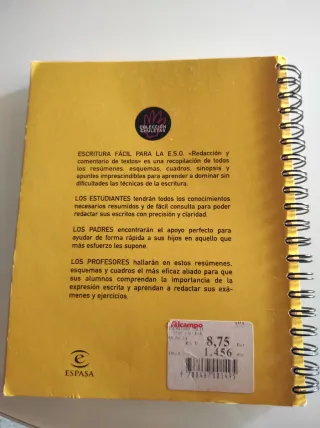 COLECCIÓN
CHULETAS
ESCRITURA FÁCIL PARA LA E.S.O. «Redacción y
comentario de textos» es una recopilación de todos
los resúmenes, esquemas, cuadros, sinopsis y
apuntes imprescindibles para aprender a dominar sin
dificultades las técnicas de la escritura.
LOS ESTUDIANTES tendrán todos los conocimientos
necesarios resumidos y de fácil consulta para poder
redactar sus escritos con precisión y claridad.
LOS PADRES encontrarán el apoyo perfecto para
ayudar de forma rápida a sus hijos en aquello que
más esfuerzo les supone.
LOS PROFESORES hallarán en estos resúmenes,
esquemas y cuadros el más eficaz aliado para que
sus alumnos comprendan la importancia de la
expresión escrita y aprendan a redactar sus exá-
menes y ejercicios.
Alcampo
8,75
1.456
e
ESPASA